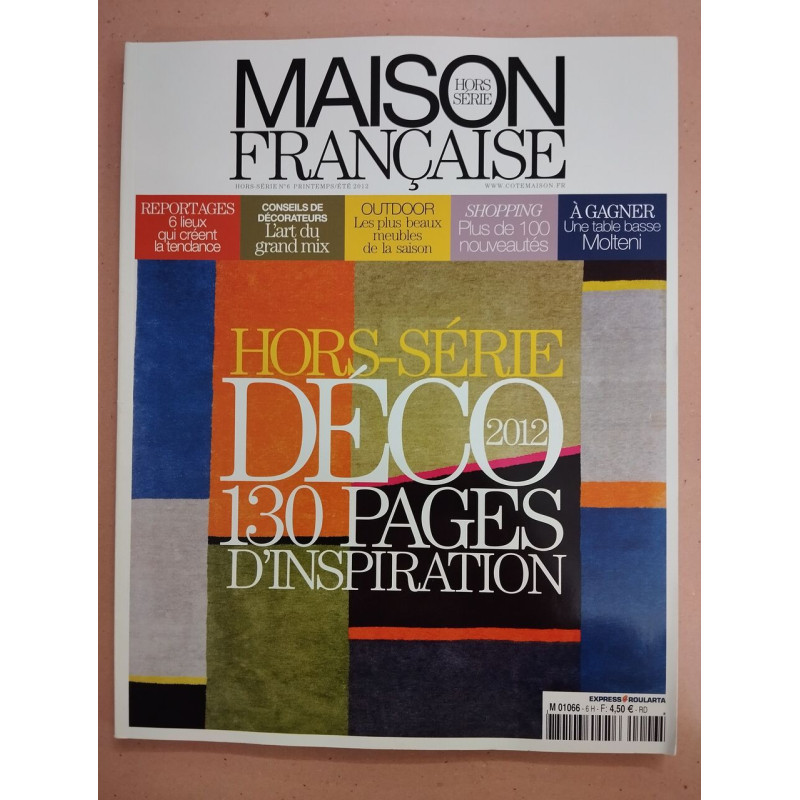 MAISON
HORS
SÉRIE
FRANÇAISE
HORS-SÉRIE N°6 PRINTEMPS/ÉTÉ 2012
WWW.COTEMAISON.FR
REPORTAGES
6 lieux
qui créent
la tendance
CONSEILS DE
DÉCORATEURS
L'art du
grand mix
OUTDOOR
Les plus beaux
meubles
de la saison
SHOPPING
Plus de 100
nouveautés
À GAGNER
Une table basse
Molteni
HORS-SÉRIE
DÉCO
2012
130 PAGES
D'INSPIRATION
EXPRESS ROULARTA
M 01066 - 6 H - F: 4,50 € - RD